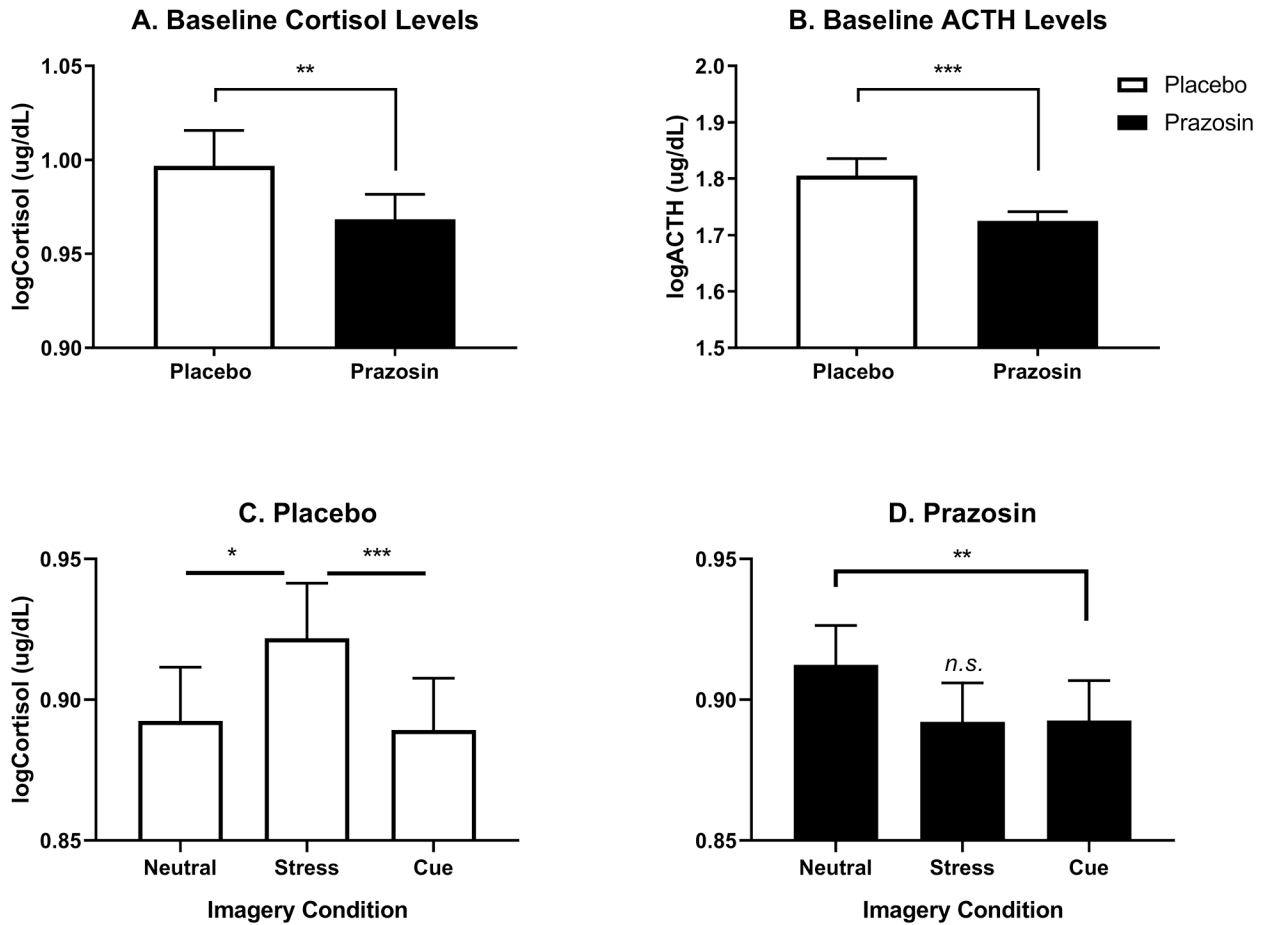 A. Baseline Cortisol Levels
1.05
1.00
0.95
0.90
logCortisol (ug/dL)
**
Placebo
Prazosin
B. Baseline ACTH Levels
2.0
1.9
1.8
1.7
1.6
1.5
logACTH (ug/dL)
***
Placebo
Prazosin
Placebo
Prazosin
C. Placebo
0.95
0.90
0.85
logCortisol (ug/dL)
*
***
Neutral
Stress
Cue
Imagery Condition
D. Prazosin
0.95
0.90
0.85
**
n.s.
Neutral
Stress
Cue
Imagery Condition